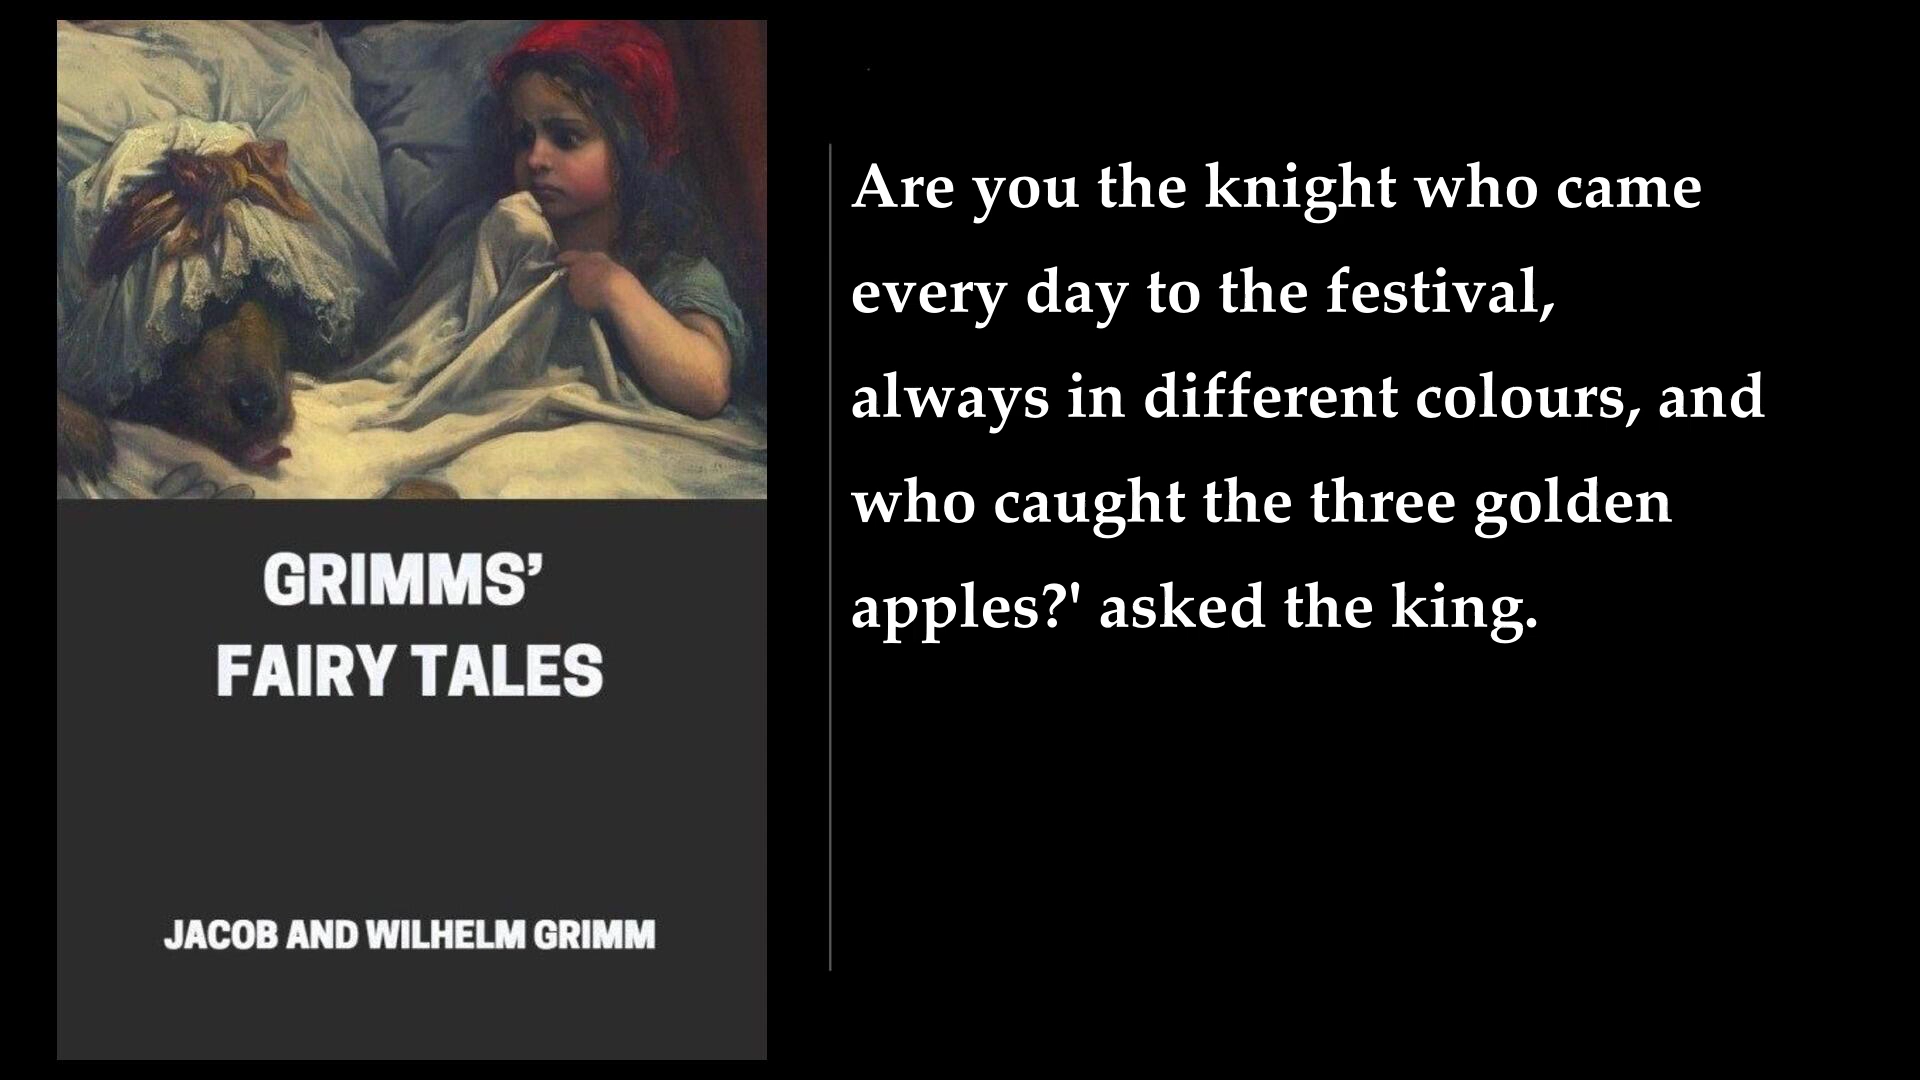 GRIMMS’
FAIRY TALES
JACOB AND WILHELM GRIMM
Are you the knight who came
every day to the festival,
always in different colours, and
who caught the three golden
apples?' asked the king.